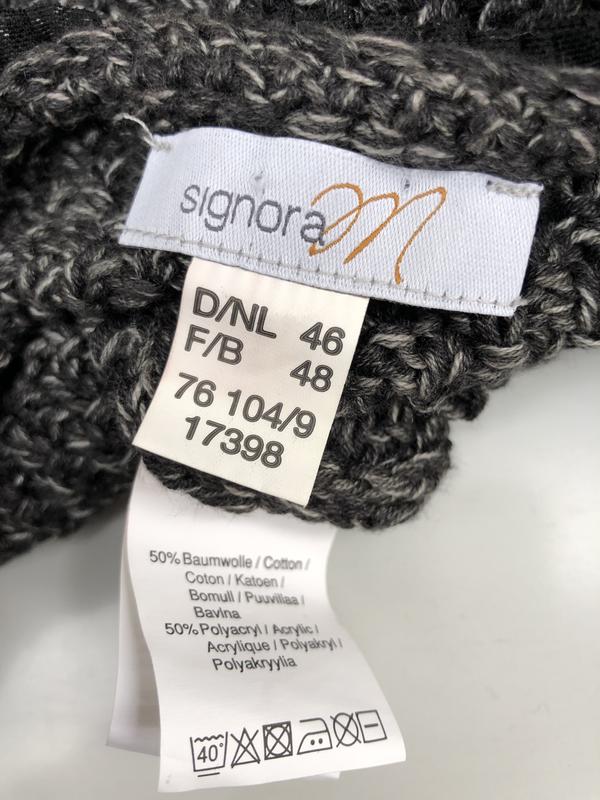 signora m
D/NL 46
F/B 48
76 104/9
17398
50% Baumwolle / Cotton /
Coton / Katoen /
Bomull / Puuvillaa /
Bavlna
50% Polyacryl / Acrylic /
Acrylique / Polyakryl /
Polyakryylia
40°